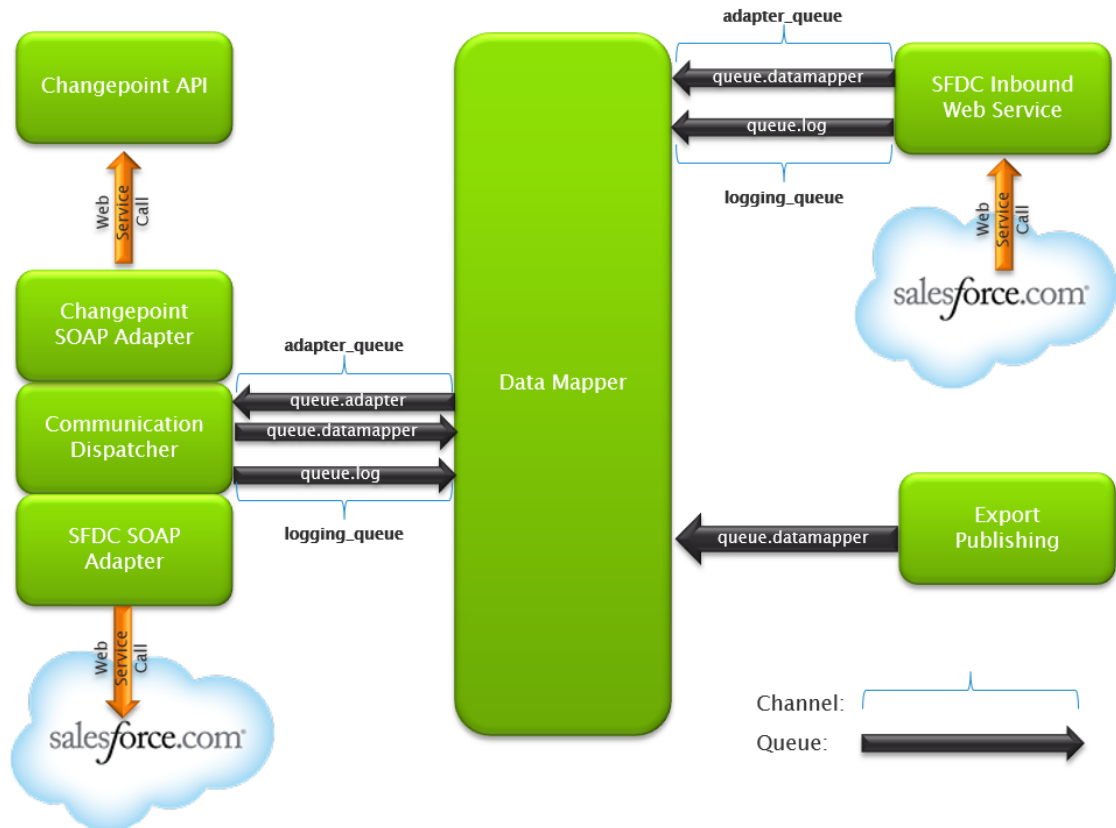 adapter_queue
Changepoint API
queue.datamapper
SFDC Inbound
Web Service
queue.log
logging_queue
Web
Service
Call
Web
Service
Call
salesforce.com
Changepoint
SOAP Adapter
adapter_queue
Data Mapper
queue.adapter
Communication
Dispatcher
queue.datamapper
queue.log
logging_queue
SFDC SOAP
Adapter
Export
Publishing
queue.datamapper
Web
Service
Call
salesforce.com
Channel:
Queue: